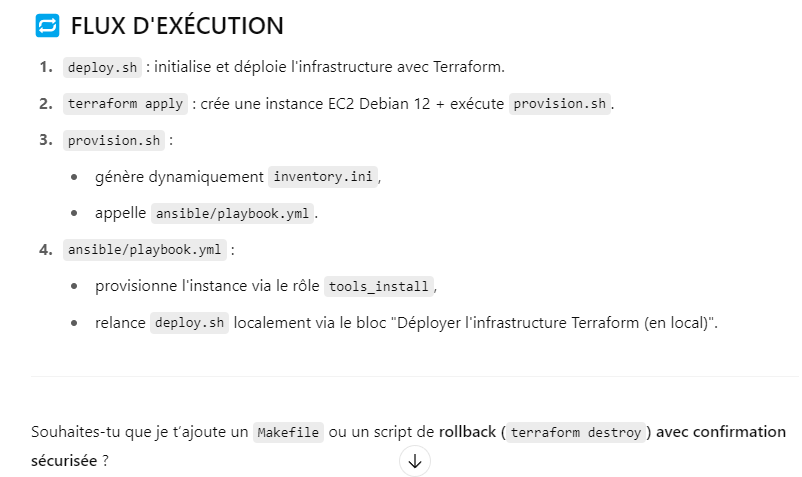 FLUX D'EXÉCUTION
1. deploy.sh : initialise et déploie l'infrastructure avec Terraform.
2. terraform apply : crée une instance EC2 Debian 12 + exécute provision.sh.
3. provision.sh :
• génère dynamiquement inventory.ini,
• appelle ansible/playbook.yml.
4. ansible/playbook.yml :
• provisionne l'instance via le rôle tools_install,
• relance deploy.sh localement via le bloc "Déployer l'infrastructure Terraform (en local)".
Souhaites-tu que je t'ajoute un Makefile ou un script de rollback (terraform destroy) avec confirmation
sécurisée ?